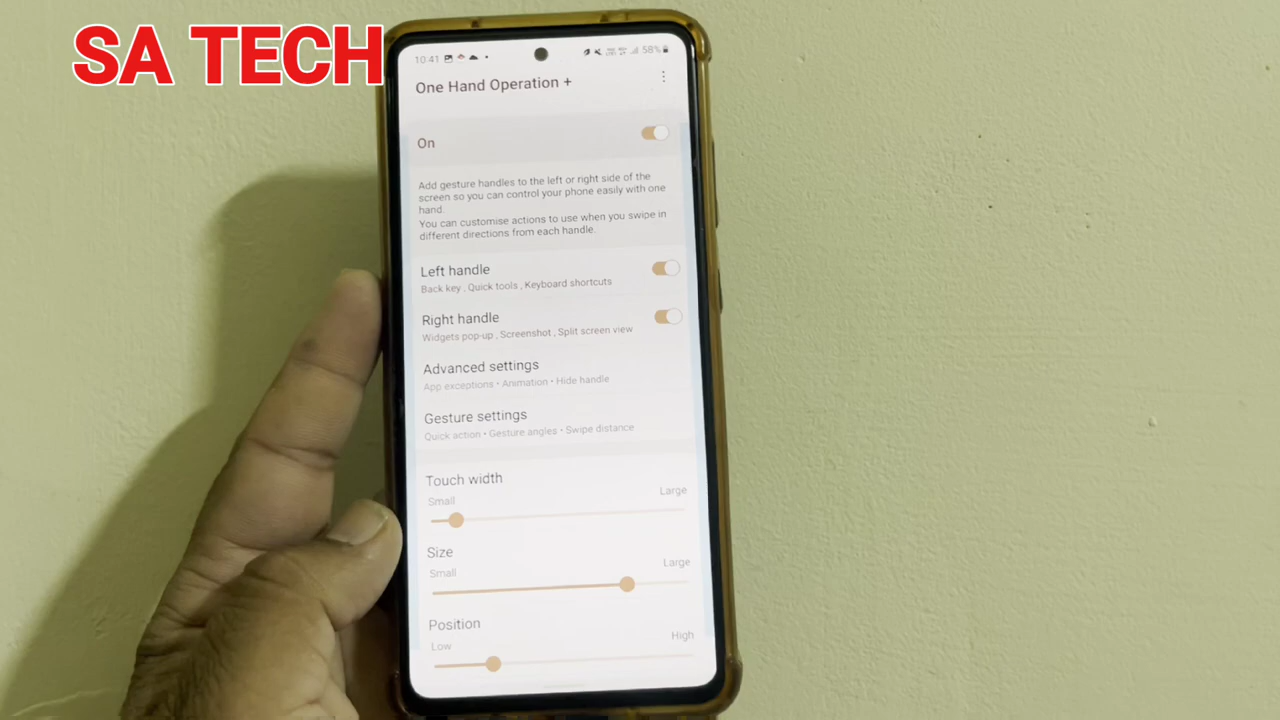 SA TECH
10:41
58%
One Hand Operation +
On
Add gesture handles to the left or right side of the
screen so you can control your phone easily with one
hand.
You can customise actions to use when you swipe in
different directions from each handle.
Left handle
Back key , Quick tools , Keyboard shortcuts
Right handle
Widgets pop-up , Screenshot , Split screen view
Advanced settings
App exceptions • Animation • Hide handle
Gesture settings
Quick action • Gesture angles • Swipe distance
Touch width
Small Large
Size
Small Large
Position
Low High